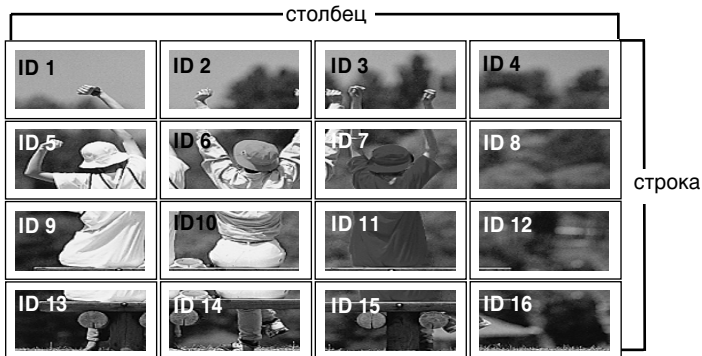 столбец
ID 1 ID 2 ID 3 ID 4
ID 5 ID 6 ID 7 ID 8
строка
ID 9 ID10 ID 11 ID 12
ID 13 ID 14 ID 15 ID 16